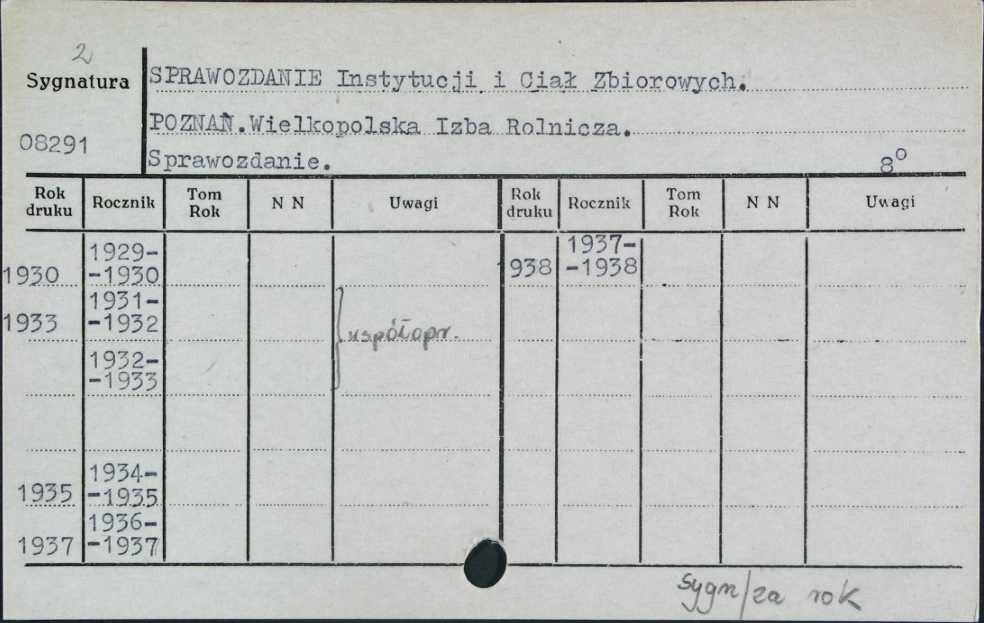 2
Sygnatura
08291
SPRAWOZDANIE Instytucji i Ciał Zbiorowych.
POZNAŃ.Wielkopolska Izba Rolnicza.
Sprawozdanie. 8o
Rok druku Rocznik Tom Rok N N Uwagi Rok druku Rocznik Tom Rok N N Uwagi
1930 1929-
-1930
938 1937-
-1938
1933 1931-
-1932
współopr.
1932-
-1933
1935 1934-
-1935
1937 1936-
-1937
sygn/za rok